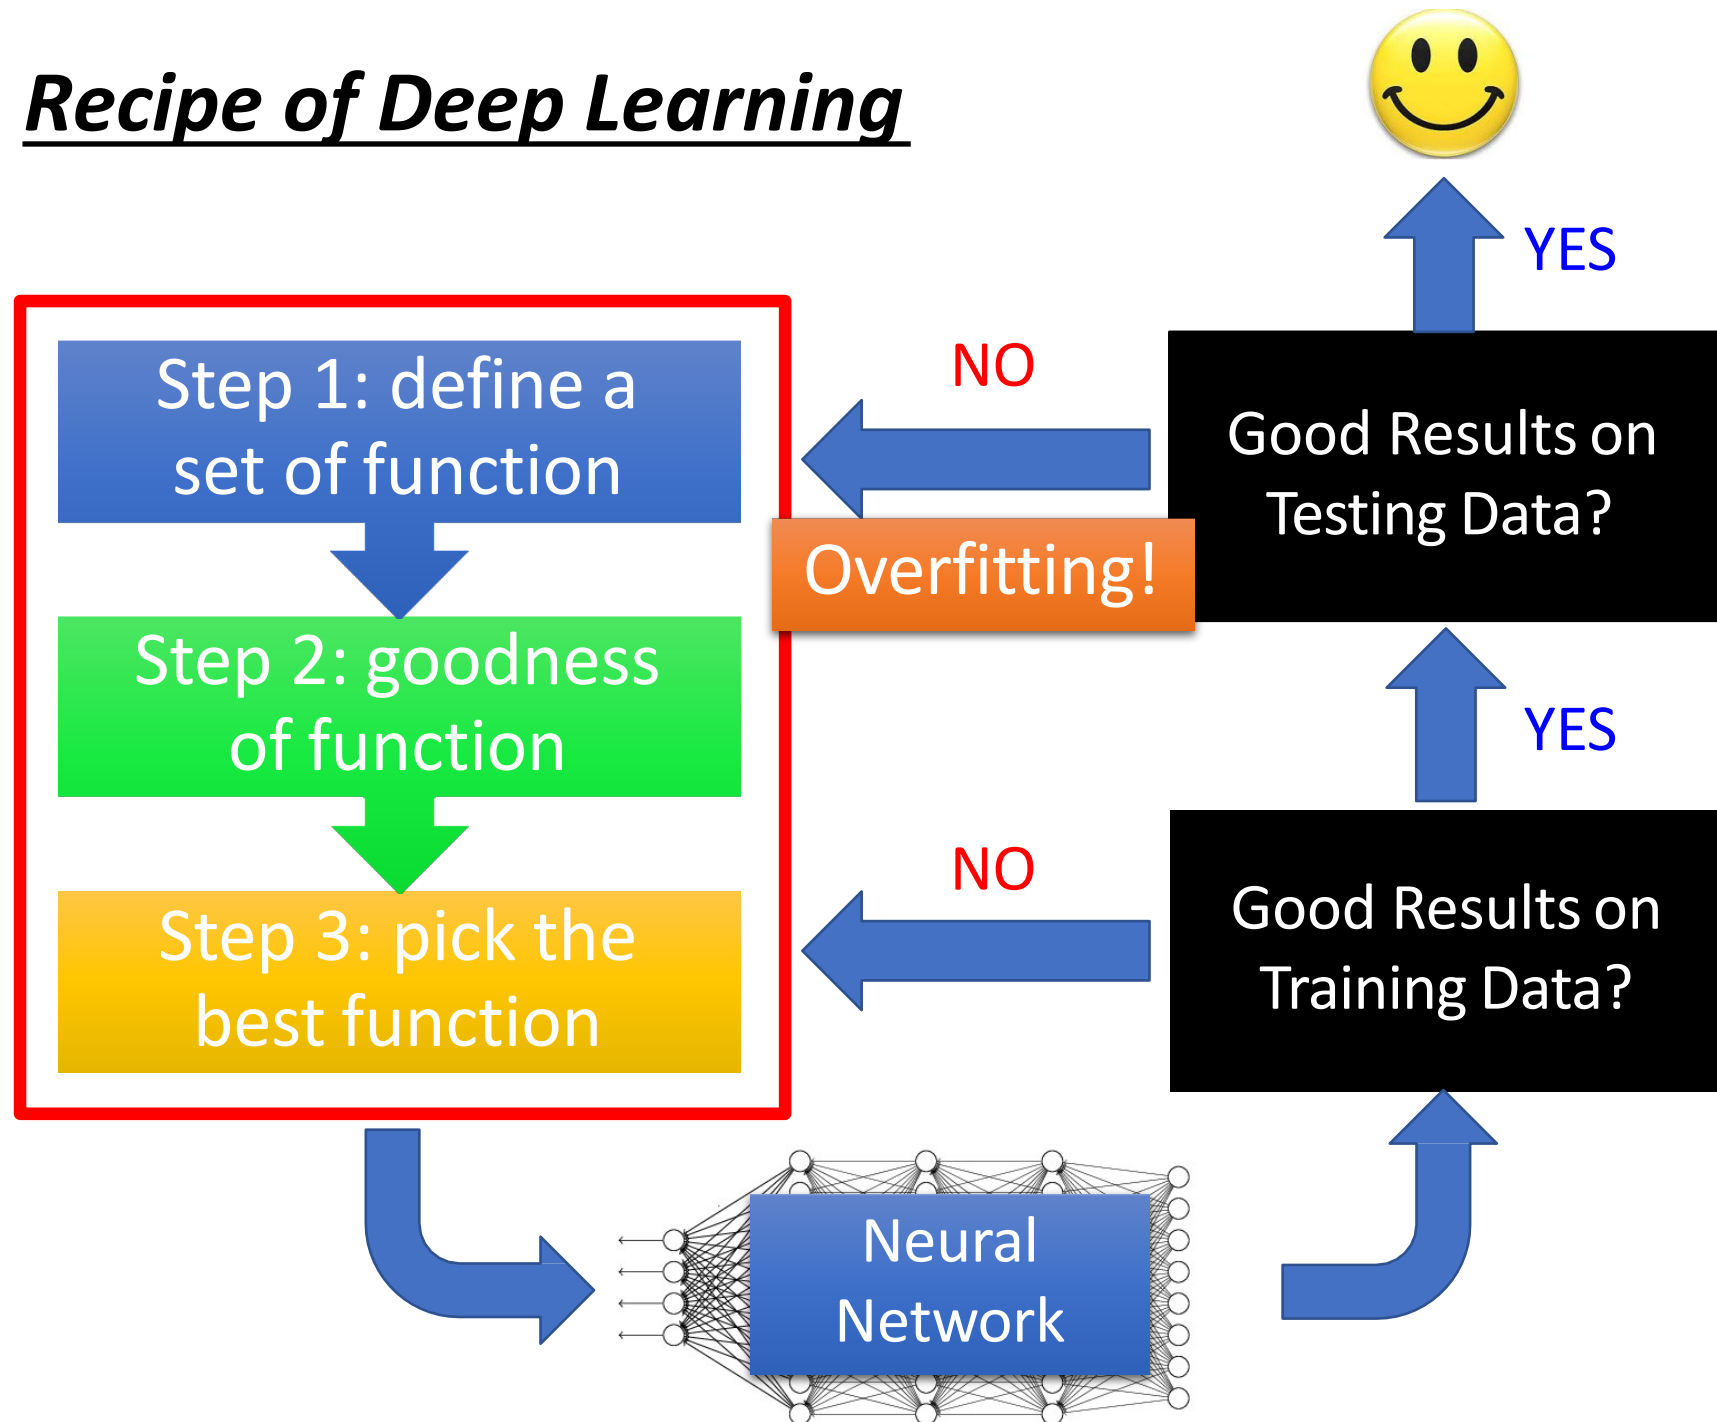 Recipe of Deep Learning
YES
Step 1: define a
set of function
NO
Good Results on
Testing Data?
Overfitting!
Step 2: goodness
of function
YES
Step 3: pick the
best function
NO
Good Results on
Training Data?
Neural
Network